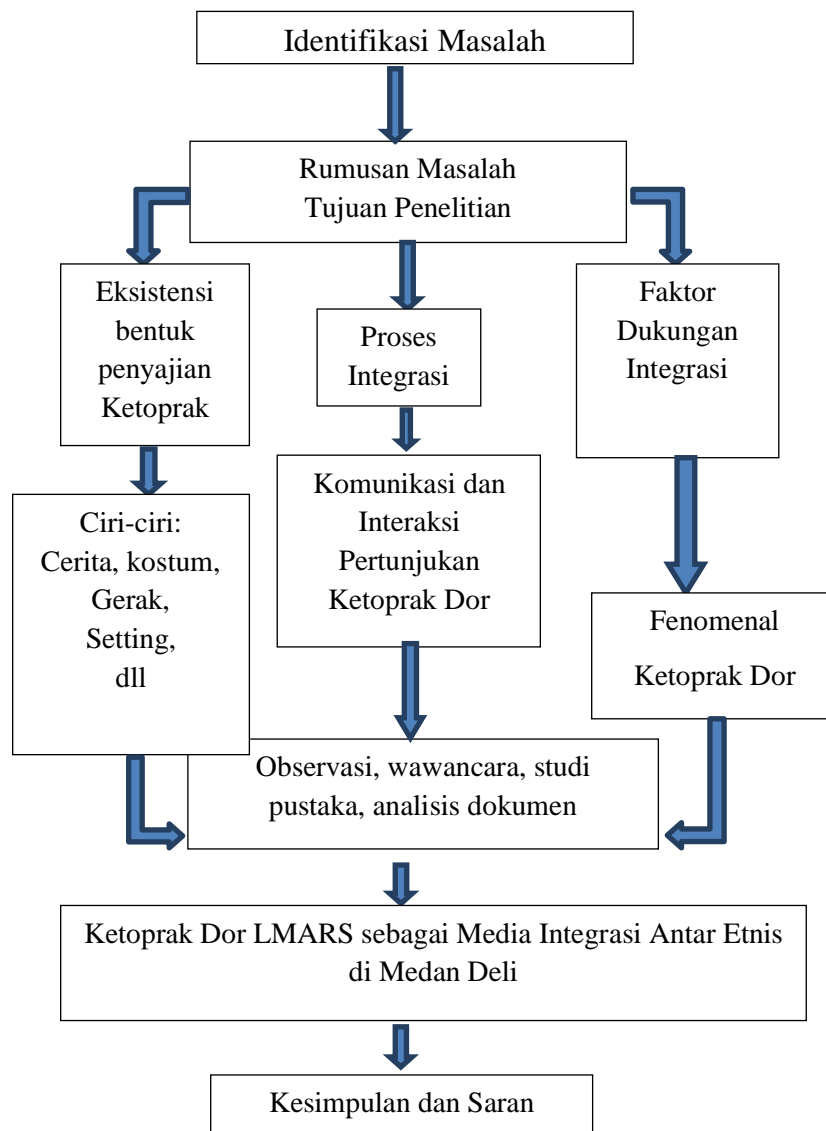 Identifikasi Masalah
Rumusan Masalah
Tujuan Penelitian
Eksistensi
bentuk
penyajian
Ketoprak
Proses
Integrasi
Faktor
Dukungan
Integrasi
Ciri-ciri:
Cerita, kostum,
Gerak,
Setting,
dll
Komunikasi dan
Interaksi
Pertunjukan
Ketoprak Dor
Fenomenal
Ketoprak Dor
Observasi, wawancara, studi
pustaka, analisis dokumen
Ketoprak Dor LMARS sebagai Media Integrasi Antar Etnis
di Medan Deli
Kesimpulan dan Saran